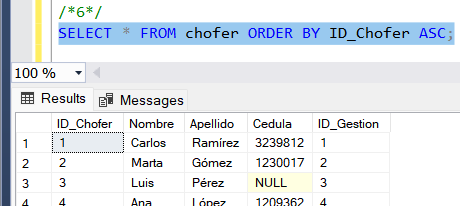 /*6*/
SELECT * FROM chofer ORDER BY ID_Chofer ASC;
100 %
Results Messages
ID_Chofer Nombre Apellido Cedula ID_Gestion
1 1 Carlos Ramírez 3239812 1
2 2 Marta Gómez 1230017 2
3 3 Luis Pérez NULL 3
4 4 Ana López 1209362 4